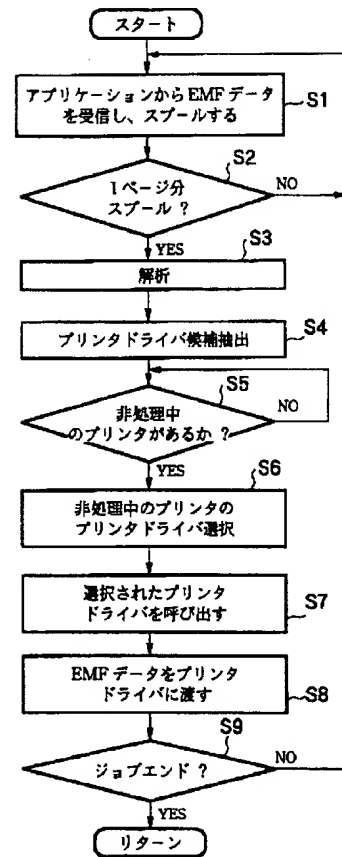 スタート
アプリケーションからEMFデータ
を受信し、スプールする
S1
S2
1ページ分
スプール ?
NO
YES
S3
解析
S4
プリンタドライバ候補抽出
S5
非処理中
のプリンタがあるか ?
NO
YES
S6
非処理中のプリンタの
プリンタドライバ選択
選択されたプリンタ
ドライバを呼び出す
S7
EMFデータをプリンタ
ドライバに渡す
S8
S9
ジョブエンド ?
NO
YES
リターン